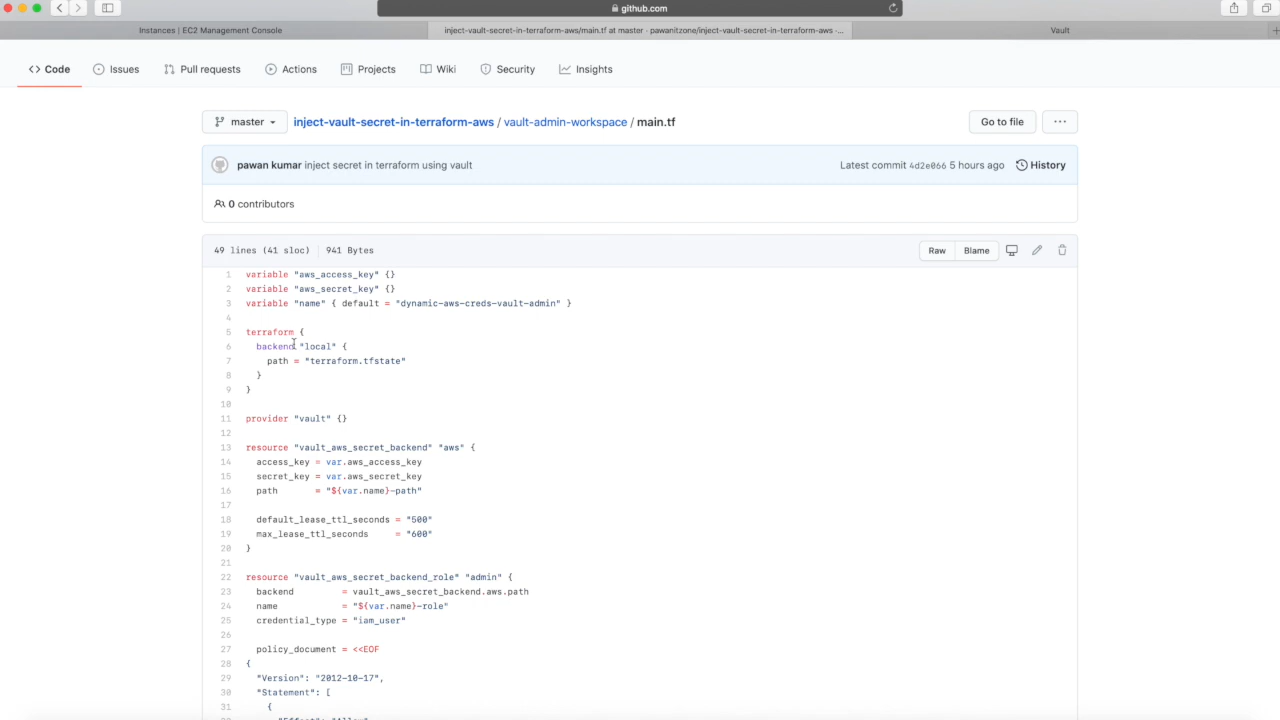 github.com
Instances | EC2 Management Console
inject-vault-secret-in-terraform-aws/main.tf at master · pawanitzone/inject-vault-secret-in-terraform-aws ·...
Vault
Code
Issues
Pull requests
Actions
Projects
Wiki
Security
Insights
master
inject-vault-secret-in-terraform-aws / vault-admin-workspace / main.tf
Go to file
pawan kumar inject secret in terraform using vault
Latest commit 4d2e066 5 hours ago
History
0 contributors
49 lines (41 sloc) 941 Bytes
Raw
Blame
1 variable "aws_access_key" {}
2 variable "aws_secret_key" {}
3 variable "name" { default = "dynamic-aws-creds-vault-admin" }
4
5 terraform {
6 backend "local" {
7 path = "terraform.tfstate"
8 }
9 }
10
11 provider "vault" {}
12
13 resource "vault_aws_secret_backend" "aws" {
14 access_key = var.aws_access_key
15 secret_key = var.aws_secret_key
16 path = "${var.name}-path"
17
18 default_lease_ttl_seconds = "500"
19 max_lease_ttl_seconds = "600"
20 }
21
22 resource "vault_aws_secret_backend_role" "admin" {
23 backend = vault_aws_secret_backend.aws.path
24 name = "${var.name}-role"
25 credential_type = "iam_user"
26
27 policy_document = <<EOF
28 {
29 "Version": "2012-10-17",
30 "Statement": [
31 {